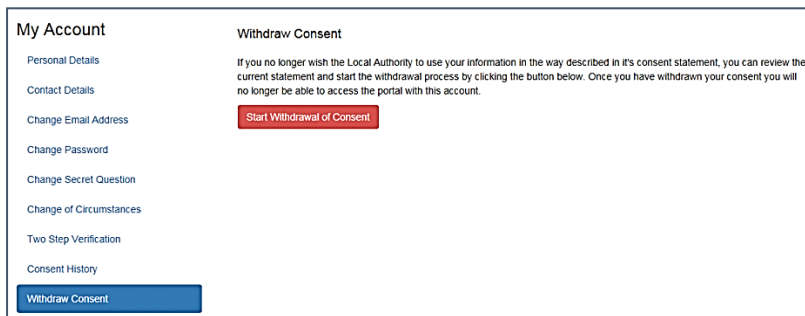 My Account
Personal Details
Contact Details
Change Email Address
Change Password
Change Secret Question
Change of Circumstances
Two Step Verification
Consent History
Withdraw Consent
Withdraw Consent
If you no longer wish the Local Authority to use your information in the way described in it's consent statement, you can review the
current statement and start the withdrawal process by clicking the button below. Once you have withdrawn your consent you will
no longer be able to access the portal with this account.
Start Withdrawal of Consent